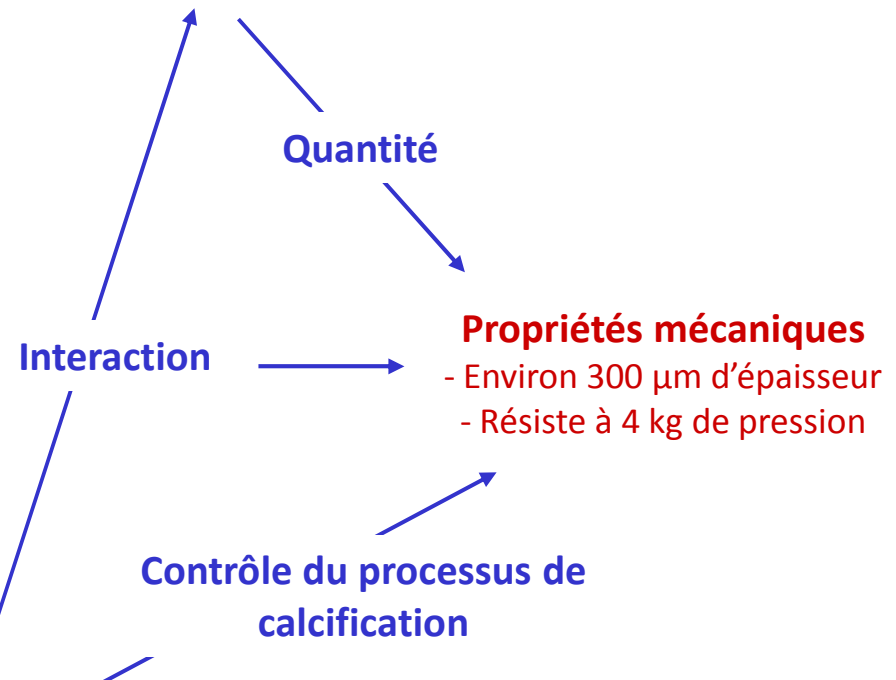 Quantité
Propriétés mécaniques
Interaction
- Environ 300 µm d’épaisseur
- Résiste à 4 kg de pression
Contrôle du processus de
calcification